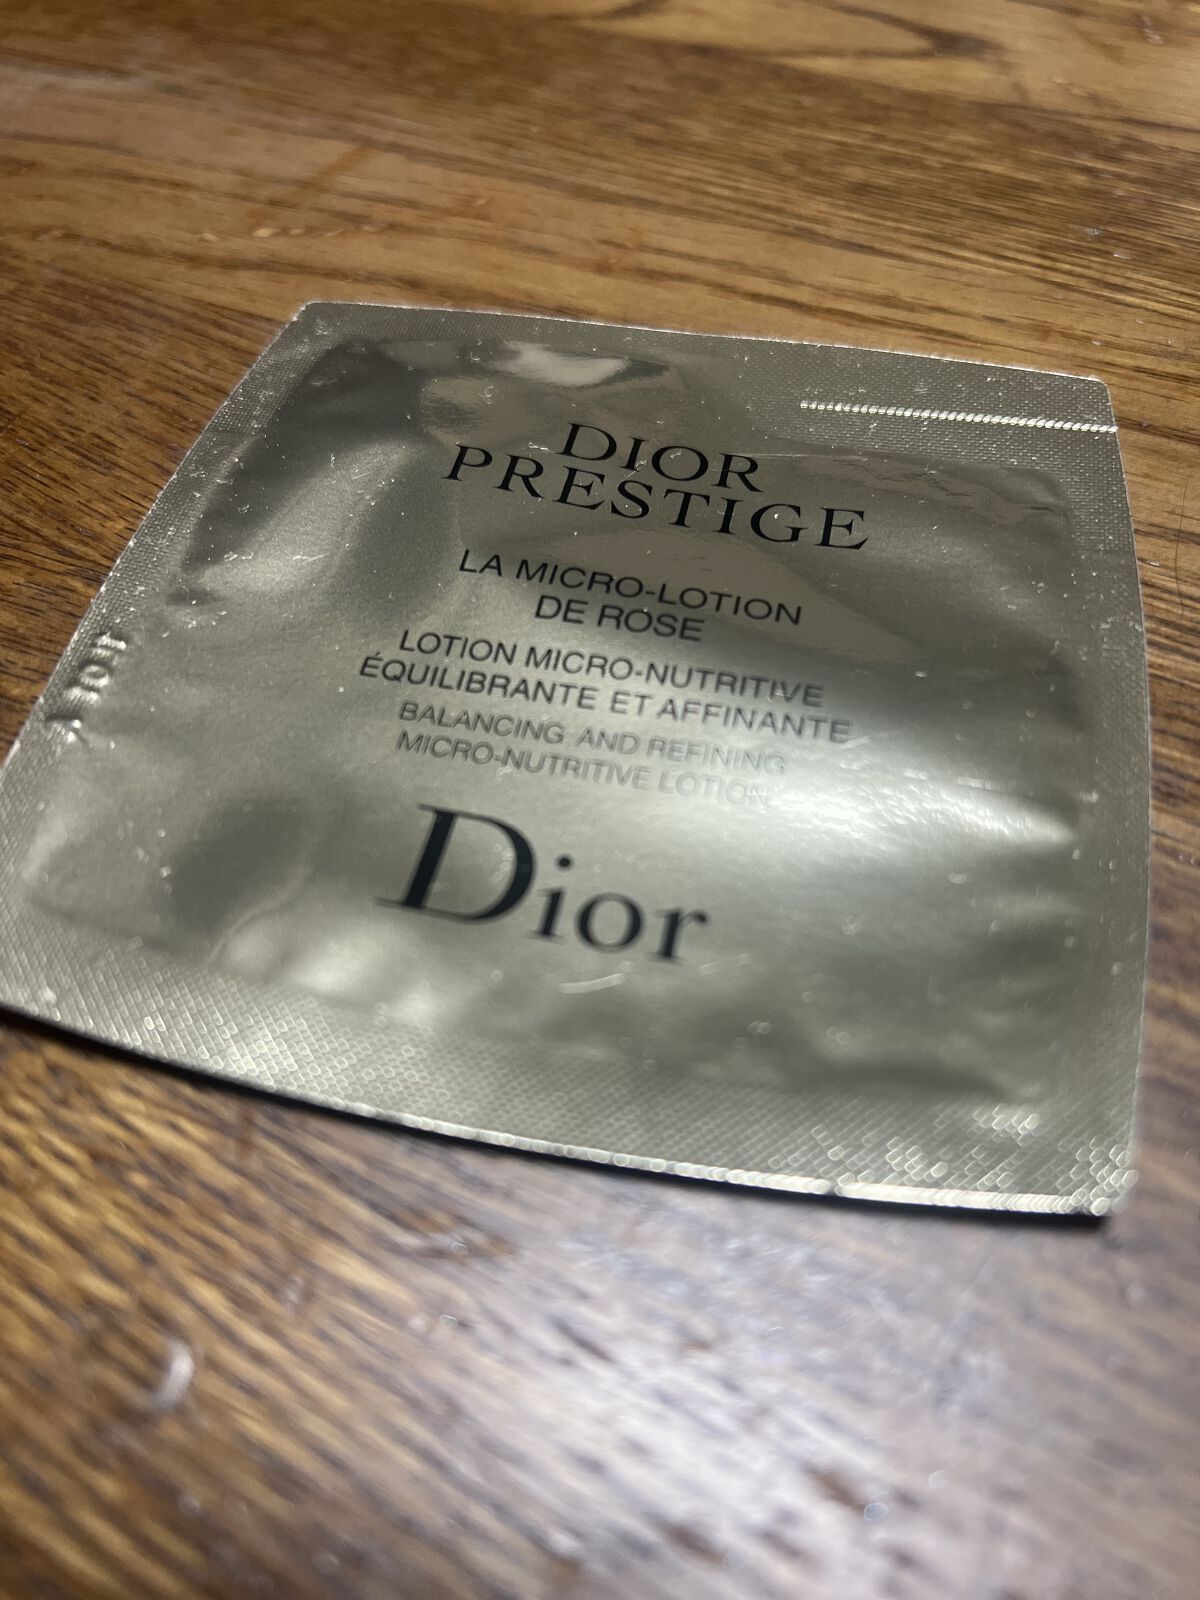 DIOR
PRESTIGE
LA MICRO-LOTION
DE ROSE
LOTION MICRO-NUTRITIVE
ÉQUILIBRANTE ET AFFINANTE
BALANCING AND REFINING
MICRO-NUTRITIVE LOTION
Dior